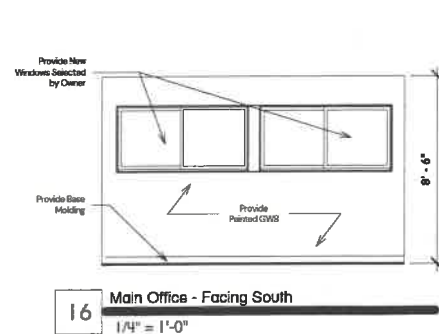 Provide New
Windows Selected
by Owner
8' - 6"
Provide Base
Molding
Provide
Painted GWB
16
Main Office - Facing South
1/4" = 1'-0"